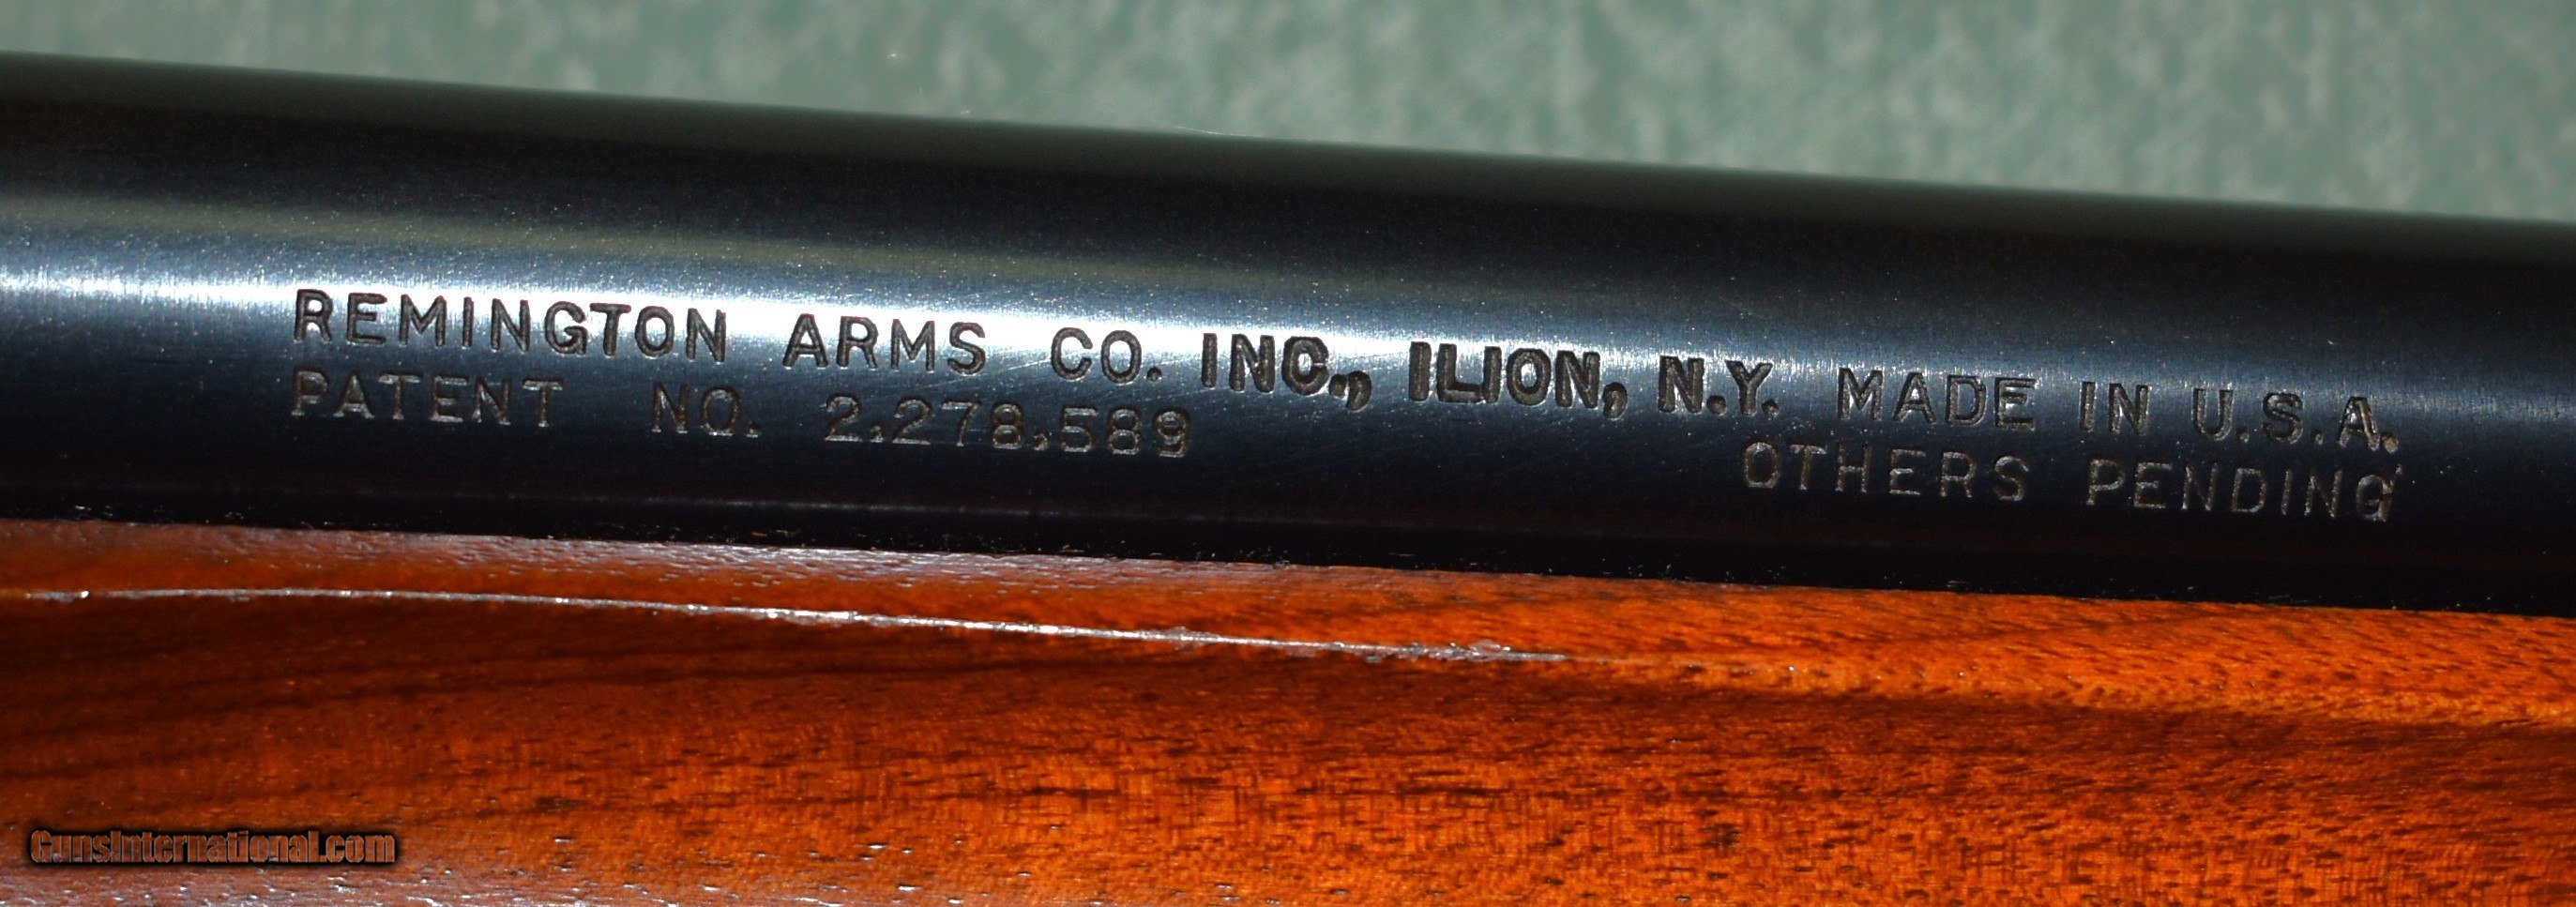 REMINGTON ARMS CO. INC., ILION, N.Y. MADE IN U.S.A.
PATENT NO. 2,278,589 OTHERS PENDING
GunsInternational.com